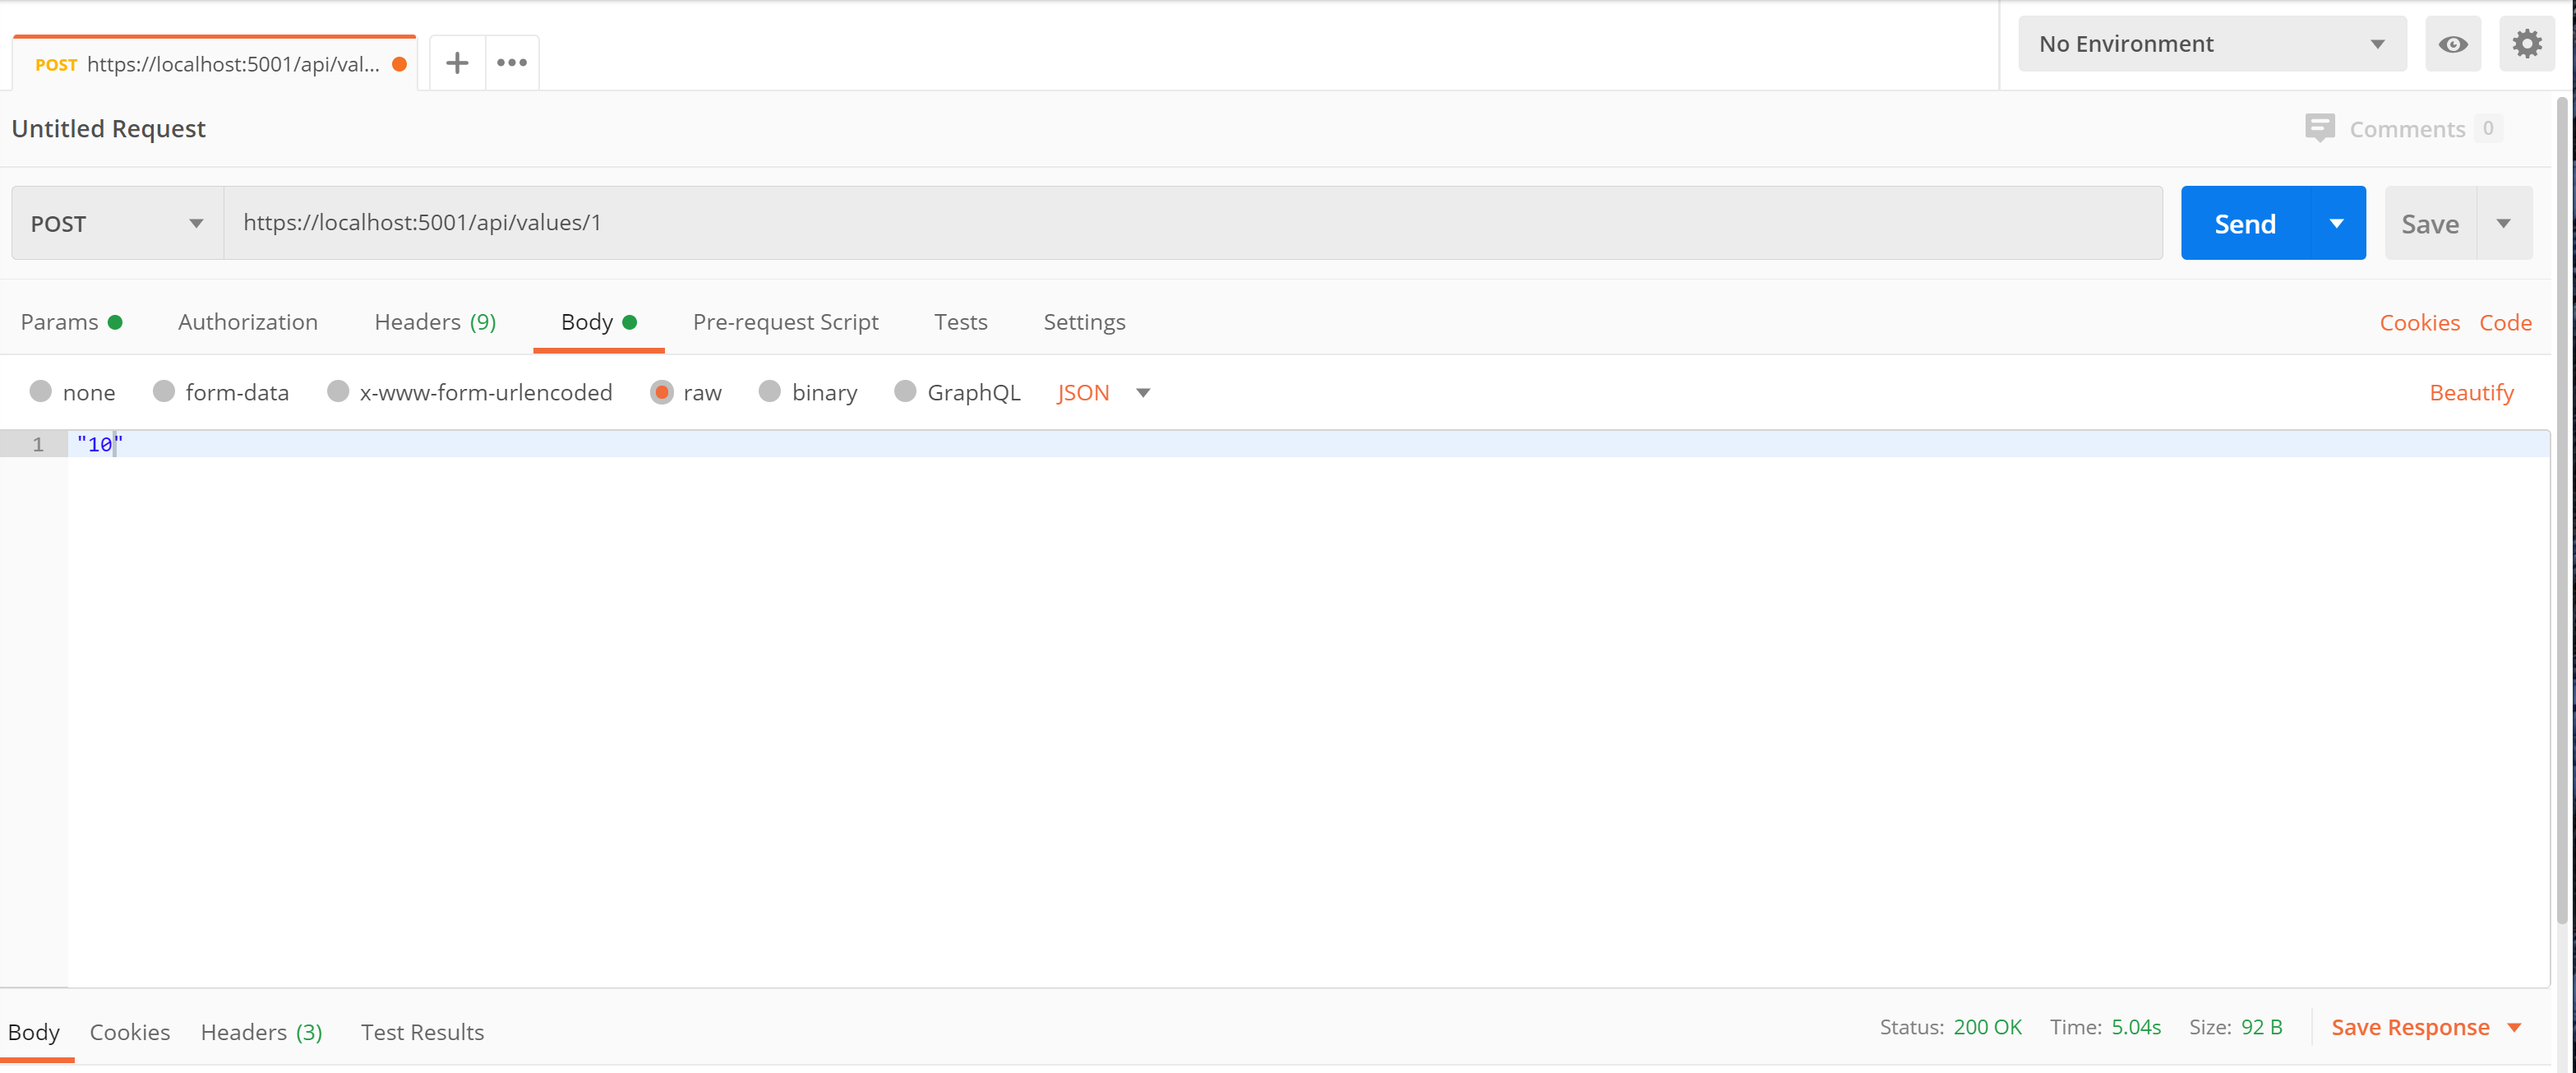 POST https://localhost:5001/api/val...
No Environment
Untitled Request
Comments 0
POST https://localhost:5001/api/values/1 Send Save
Params Authorization Headers (9) Body Pre-request Script Tests Settings Cookies Code
none form-data x-www-form-urlencoded raw binary GraphQL JSON Beautify
1 "10"
Body Cookies Headers (3) Test Results Status: 200 OK Time: 5.04s Size: 92 B Save Response